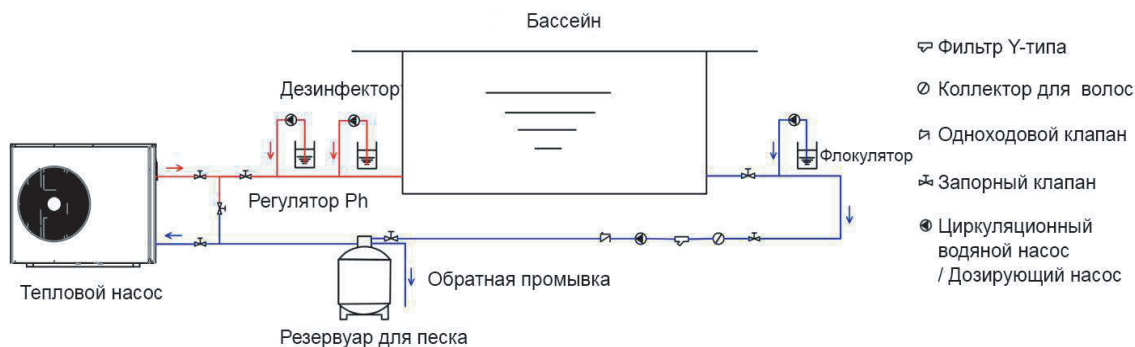 Бассейн
Дезинфектор
Регулятор Ph
Флокулятор
Тепловой насос
Обратная промывка
Резервуар для песка
Фильтр Y-типа
Коллектор для волос
Одноходовой клапан
Запорный клапан
Циркуляционный
водяной насос
/ Дозирующий насос